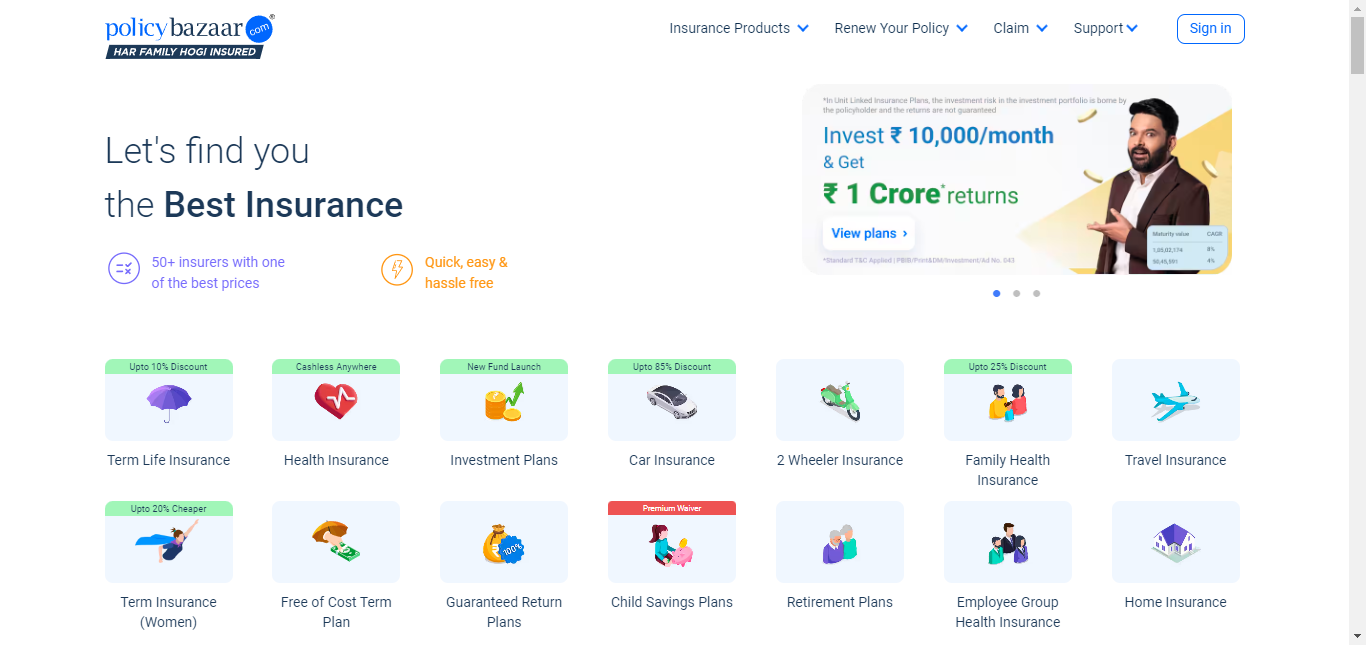 policybazaar.com®
HAR FAMILY HOGI INSURED
Insurance Products
Renew Your Policy
Claim
Support
Sign in
Let's find you
the Best Insurance
50+ insurers with one
of the best prices
Quick, easy &
hassle free
*In Unit Linked Insurance Plans, the investment risk in the investment portfolio is borne by
the policyholder and the returns are not guaranteed
Invest ₹ 10,000/month
& Get
₹ 1 Crore* returns
View plans ›
*Standard T&C Applied | PBIB/Print&DM/Investment/Ad No. 043
Maturity value CAGR
1,05,02,174 8%
50,45,591 4%
Upto 10% Discount
Term Life Insurance
Cashless Anywhere
Health Insurance
New Fund Launch
Investment Plans
Upto 85% Discount
Car Insurance
2 Wheeler Insurance
Upto 25% Discount
Family Health
Insurance
Travel Insurance
Upto 20% Cheaper
Term Insurance
(Women)
Free of Cost Term
Plan
100%
Guaranteed Return
Plans
Premium Waiver
Child Savings Plans
Retirement Plans
Employee Group
Health Insurance
Home Insurance